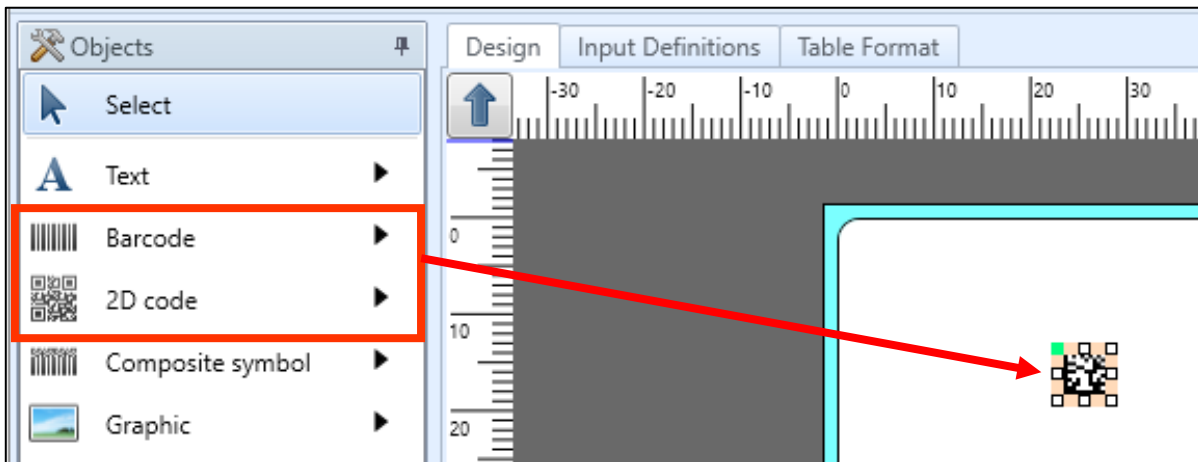 Objects
Select
Text
Barcode
2D code
Composite symbol
Graphic
Design Input Definitions Table Format
-30 -20 -10 0 10 20 30
0
10
20